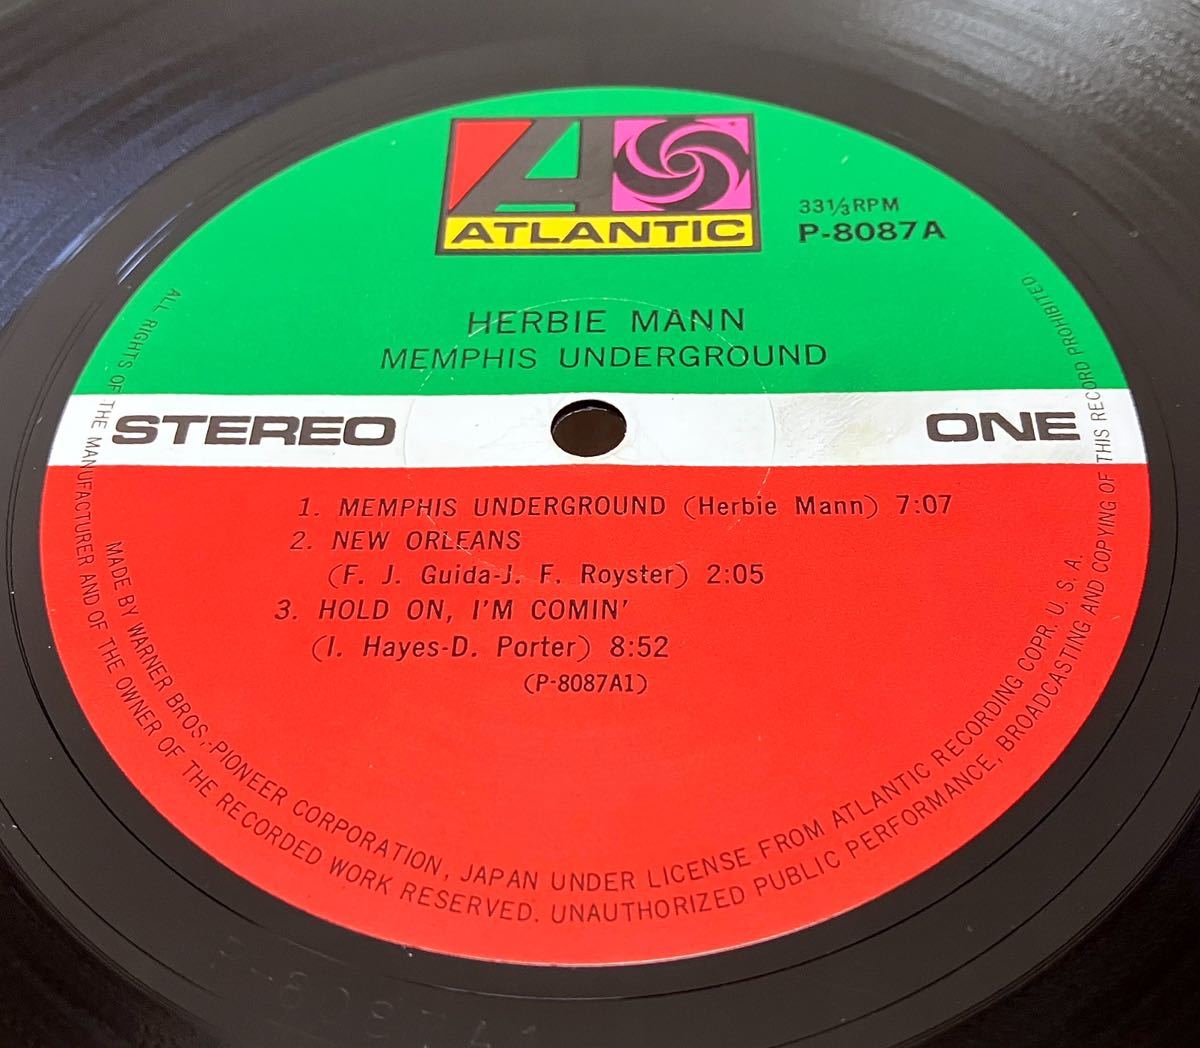 ATLANTIC
33⅓RPM
P-8087A
HERBIE MANN
MEMPHIS UNDERGROUND
STEREO
ONE
1. MEMPHIS UNDERGROUND (Herbie Mann) 7:07
2. NEW ORLEANS
(F. J. Guida-J. F. Royster) 2:05
3. HOLD ON, I'M COMIN'
(I. Hayes-D. Porter) 8:52
(P-8087A1)
MADE BY WARNER BROS.-PIONEER CORPORATION, JAPAN UNDER LICENSE FROM ATLANTIC RECORDING COPR. U. S. A.
ALL RIGHTS OF THE MANUFACTURER AND OF THE OWNER OF THE RECORDED WORK RESERVED. UNAUTHORIZED PUBLIC PERFORMANCE, BROADCASTING AND COPYING OF THIS RECORD PROHIBITED.